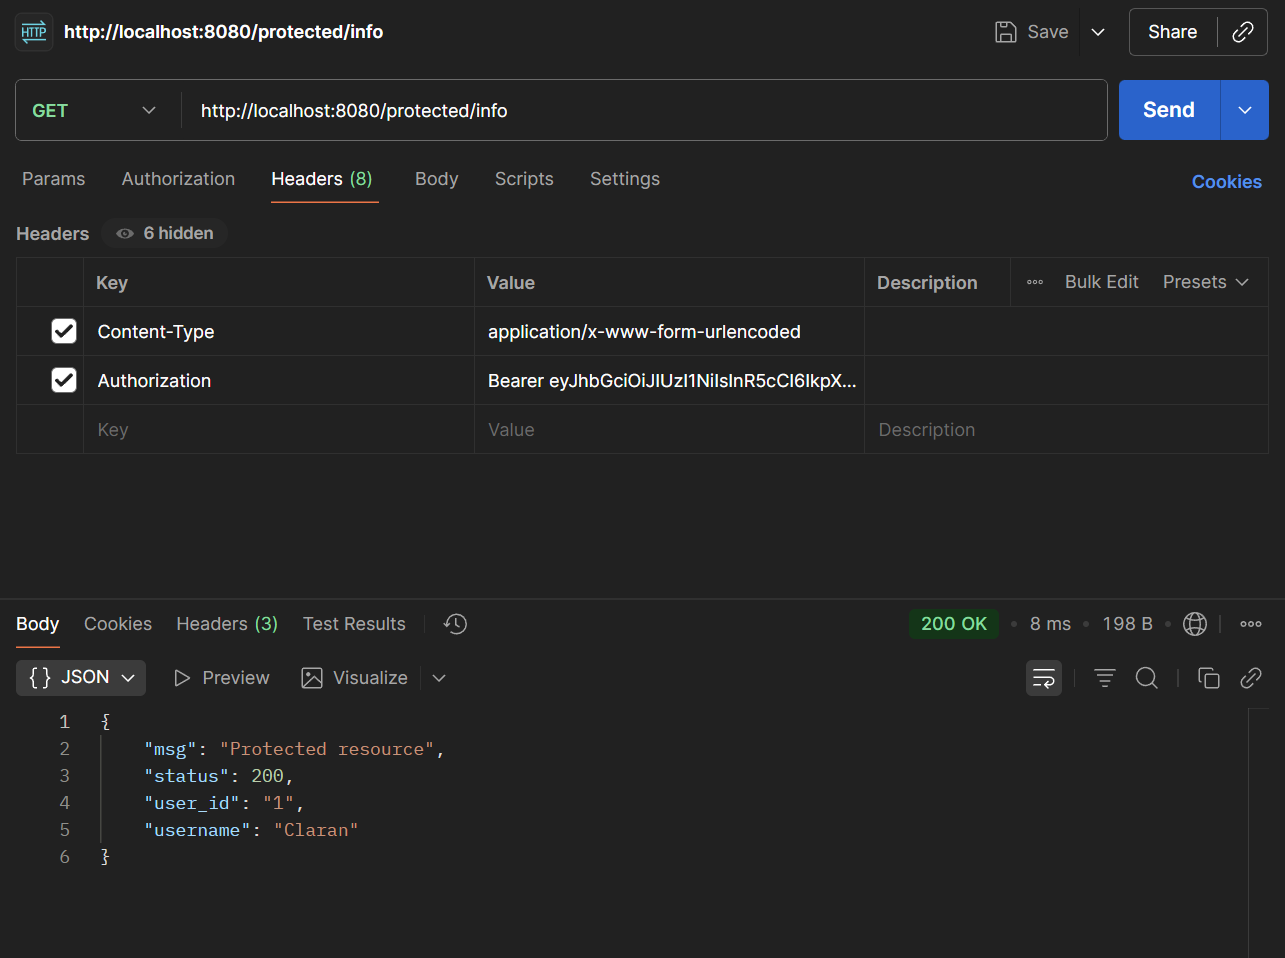 HTTP http://localhost:8080/protected/info Save Share
GET http://localhost:8080/protected/info Send
Params Authorization Headers (8) Body Scripts Settings Cookies
Headers 6 hidden
Key Value Description Bulk Edit Presets
Content-Type application/x-www-form-urlencoded
Authorization Bearer eyJhbGciOiJIUzI1NiIsInR5cCI6IkpX...
Key Value Description
Body Cookies Headers (3) Test Results 200 OK 8 ms 198 B
{} JSON Preview Visualize
1 {
2 "msg": "Protected resource",
3 "status": 200,
4 "user_id": "1",
5 "username": "Claran"
6 }